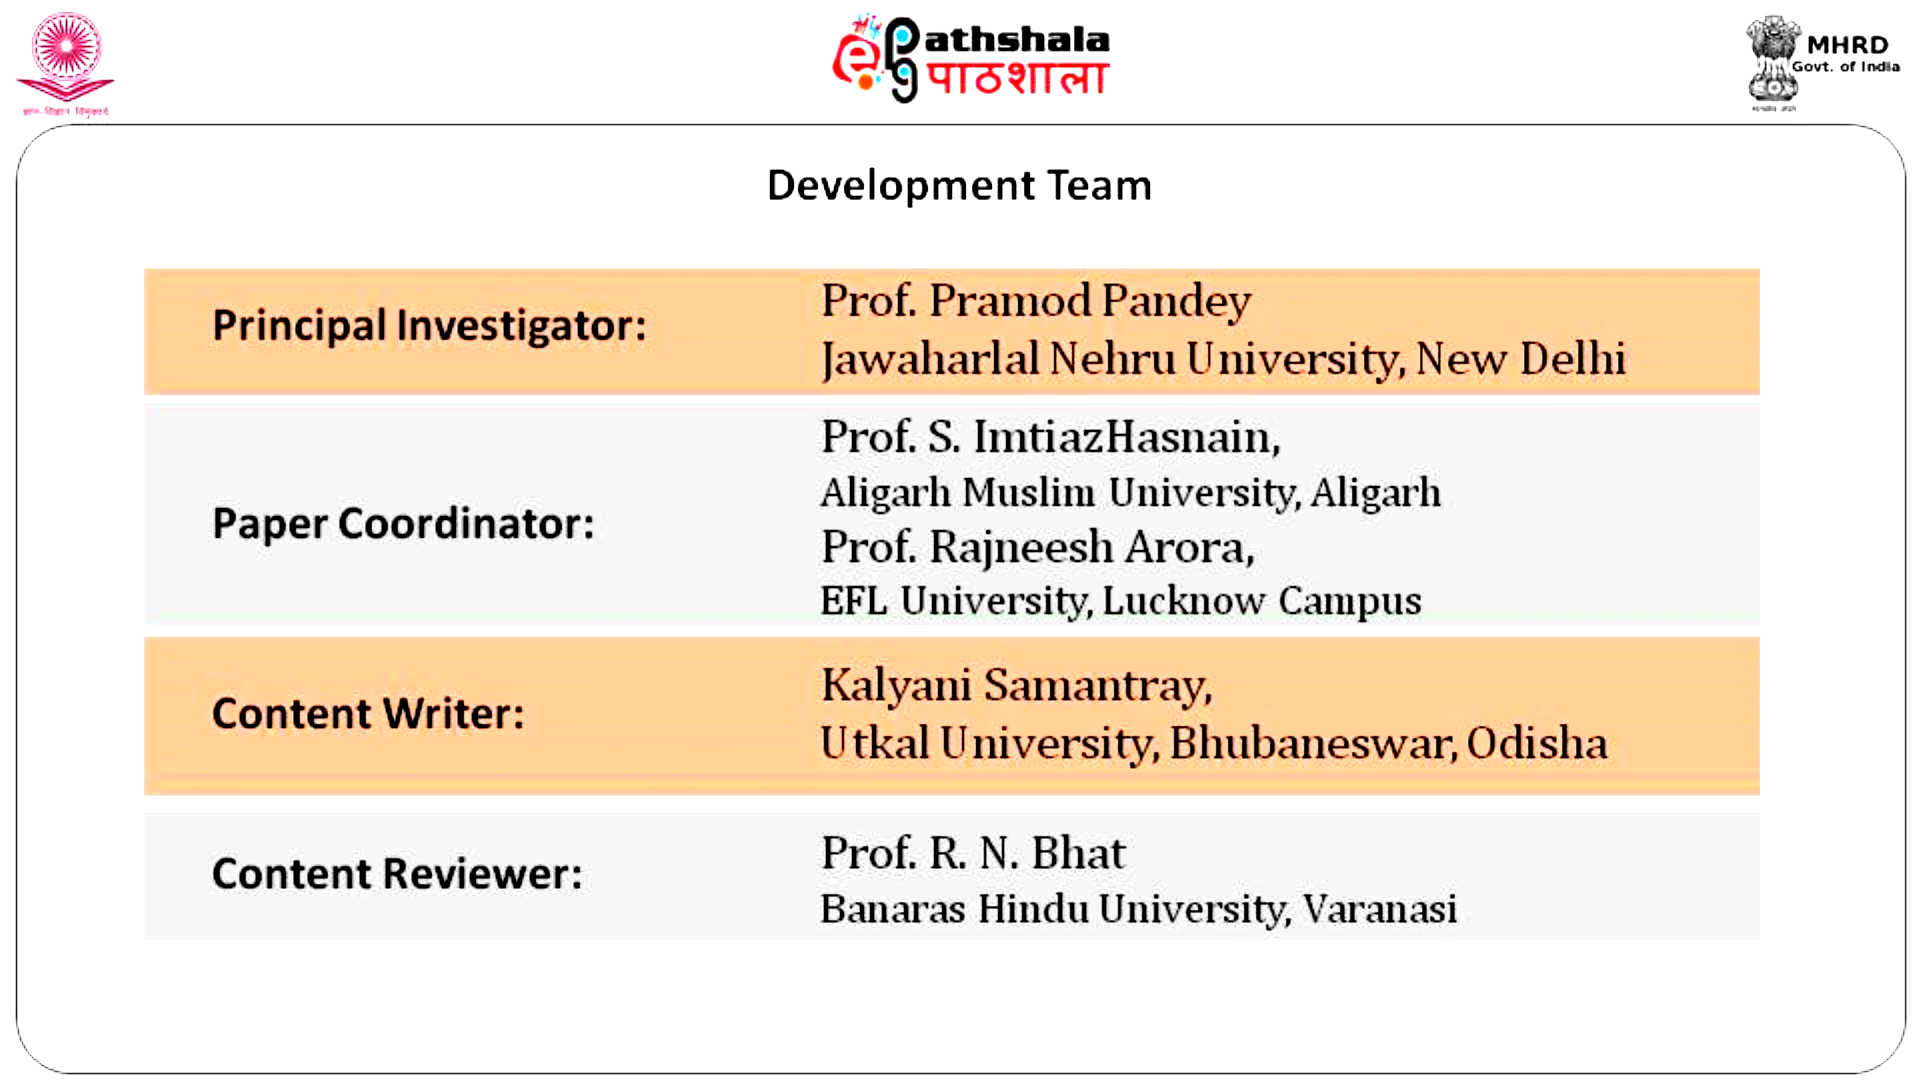 ePG Pathshala
पाठशाला
MHRD
Govt. of India
Development Team
Principal Investigator:
Prof. Pramod Pandey
Jawaharlal Nehru University, New Delhi
Paper Coordinator:
Prof. S. ImtiazHasnain,
Aligarh Muslim University, Aligarh
Prof. Rajneesh Arora,
EFL University, Lucknow Campus
Content Writer:
Kalyani Samantray,
Utkal University, Bhubaneswar, Odisha
Content Reviewer:
Prof. R. N. Bhat
Banaras Hindu University, Varanasi